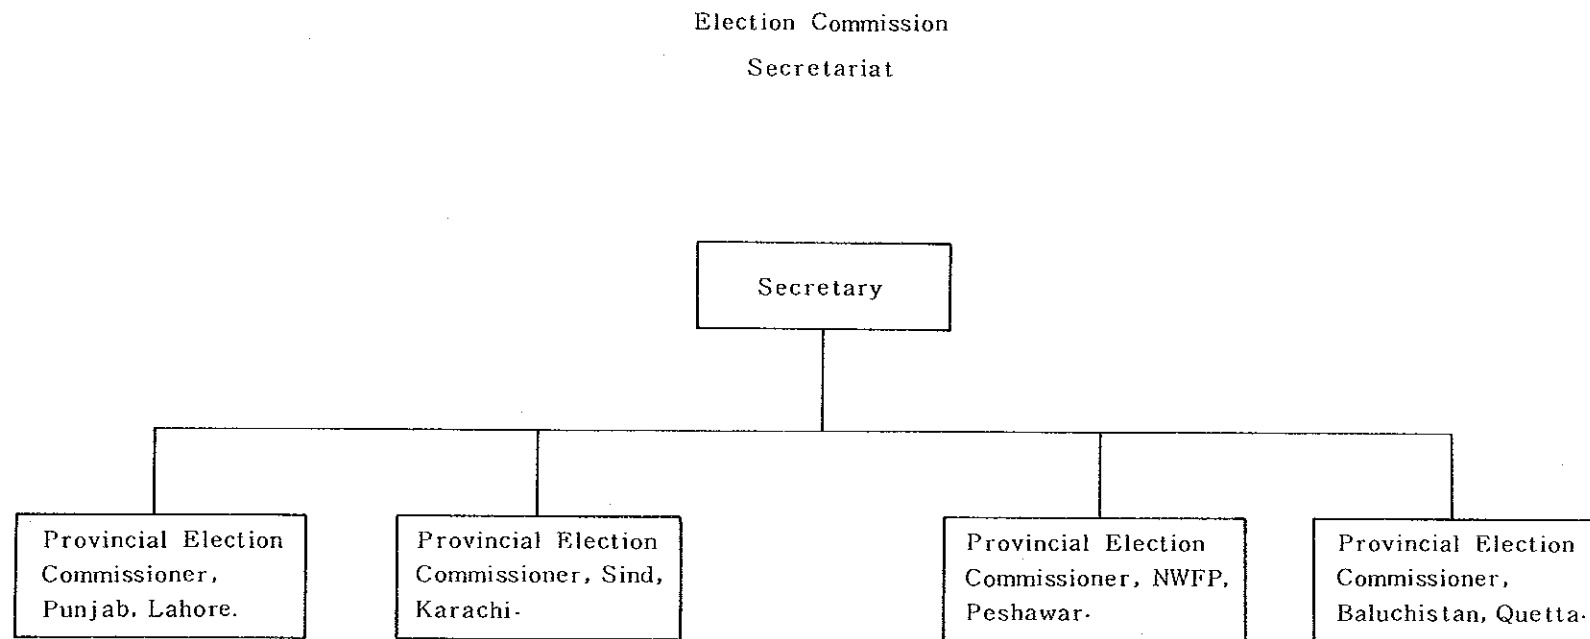 Election Commission
Secretariat
Secretary
Provincial Election
Commissioner,
Punjab, Lahore.
Provincial Election
Commissioner, Sind,
Karachi.
Provincial Election
Commissioner, NWFP,
Peshawar.
Provincial Election
Commissioner,
Baluchistan, Quetta.